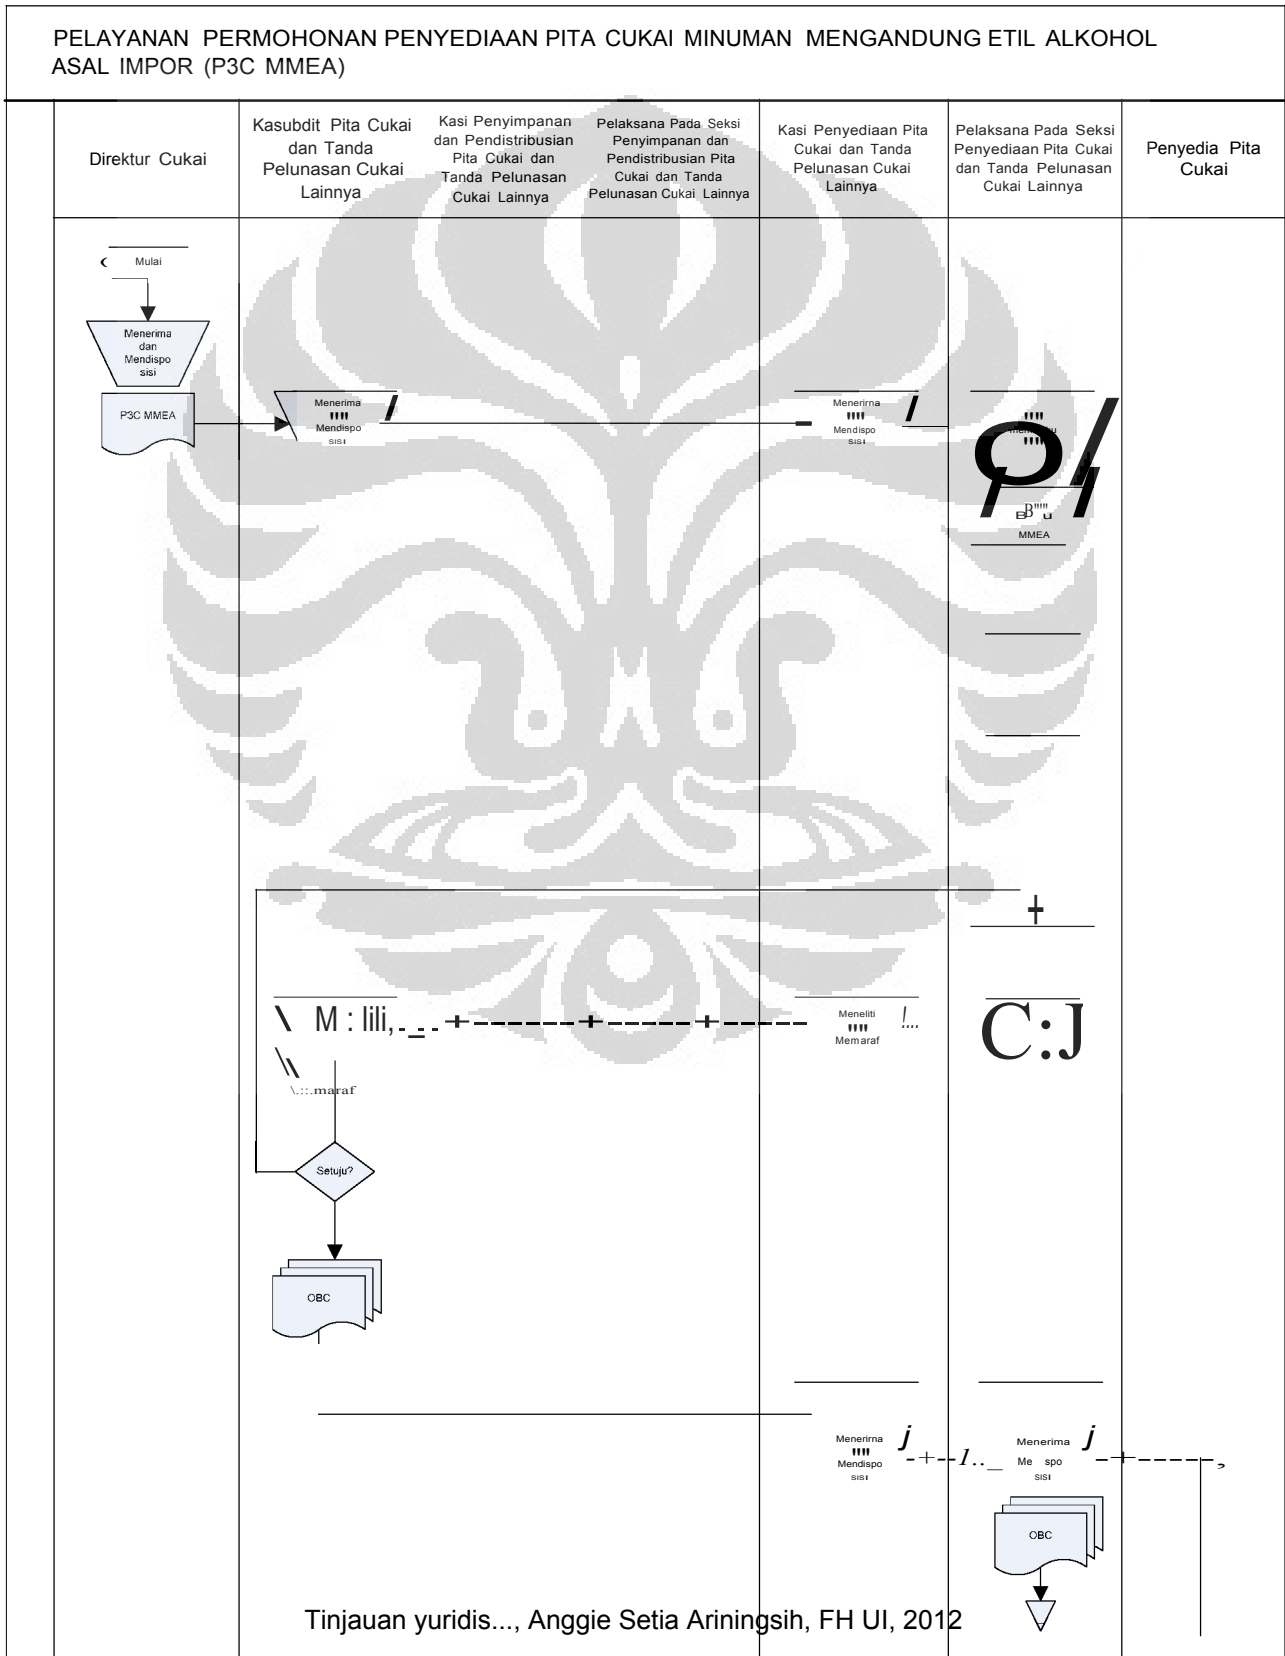 PELAYANAN PERMOHONAN PENYEDIAAN PITA CUKAI MINUMAN MENGANDUNG ETIL ALKOHOL
ASAL IMPOR (P3C MMEA)
Direktur Cukai
Kasubdit Pita Cukai
dan Tanda
Pelunasan Cukai
Lainnya
Kasi Penyimpanan
dan Pendistribusian
Pita Cukai dan
Tanda Pelunasan
Cukai Lainnya
Pelaksana Pada Seksi
Penyimpanan dan
Pendistribusian Pita
Cukai dan Tanda
Pelunasan Cukai Lainnya
Kasi Penyediaan Pita
Cukai dan Tanda
Pelunasan Cukai
Lainnya
Pelaksana Pada Seksi
Penyediaan Pita Cukai
dan Tanda Pelunasan
Cukai Lainnya
Penyedia Pita
Cukai
Mulai
Menerima
dan
Mendispo
sisi
P3C MMEA
Menerima
Mendispo
SISI
Menerirna
Mendispo
SISI
MMEA
Meneliti
Memaraf
maraf
Setuju?
OBC
Menerirna
Mendispo
SISI
Menerima
Me spo
SISI
OBC
Tinjauan yuridis..., Anggie Setia Ariningsih, FH UI, 2012